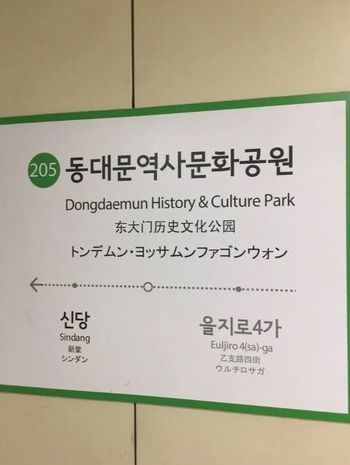 205 동대문역사문화공원
Dongdaemun History & Culture Park
东大门历史文化公园
トンデムン・ヨッサムンファゴンウォン
신당
Sindang
新堂
シンダン
을지로4가
Euljiro 4(sa)-ga
乙支路四街
ウルチロサガ